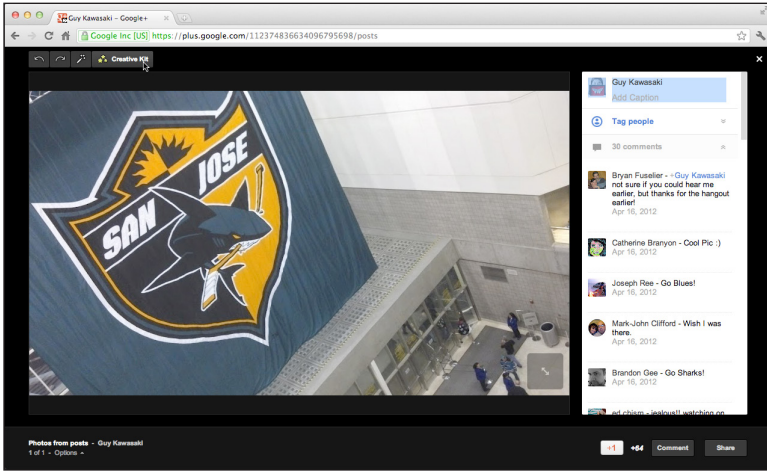 Guy Kawasaki - Google+
Google Inc [US] https://plus.google.com/112374836634096795698/posts
Creative Kit
SAN JOSE
Guy Kawasaki
Add Caption
Tag people
30 comments
Bryan Fuselier - +Guy Kawasaki
not sure if you could hear me
earlier, but thanks for the hangout
earlier!
Apr 16, 2012
Catherine Branyon - Cool Pic :)
Apr 16, 2012
Joseph Ree - Go Blues!
Apr 16, 2012
Mark-John Clifford - Wish I was
there.
Apr 16, 2012
Brandon Gee - Go Sharks!
Apr 16, 2012
ed chism - jealous!! watching on
Photos from posts - Guy Kawasaki
1 of 1 - Options
+1 +64 Comment Share